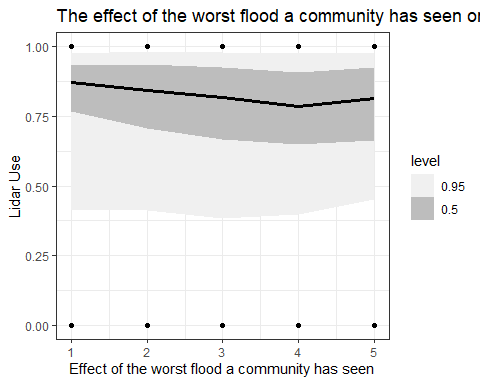 The effect of the worst flood a community has seen or
1.00
0.75
0.50
0.25
0.00
Lidar Use
1 2 3 4 5
Effect of the worst flood a community has seen
level
0.95
0.5